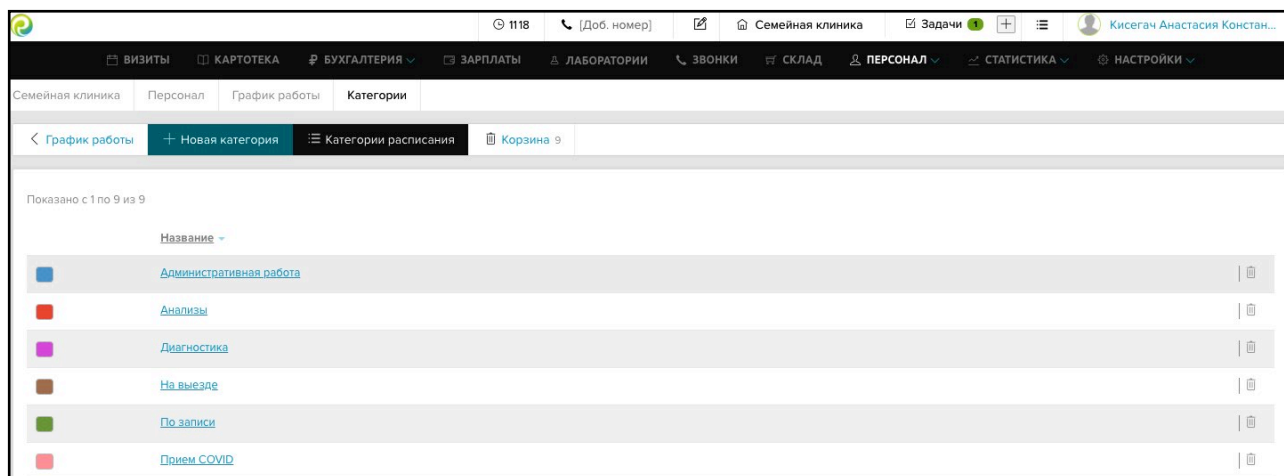 11 18 [Доб. номер] Семейная клиника Задачи 1 Кисегач Анастасия Констан...
ВИЗИТЫ КАРТОТЕКА БУХГАЛТЕРИЯ ЗАРПЛАТЫ ЛАБОРАТОРИИ ЗВОНКИ СКЛАД ПЕРСОНАЛ СТАТИСТИКА НАСТРОЙКИ
Семейная клиника Персонал График работы Категории
График работы + Новая категория Категории расписания Корзина 9
Показано с 1 по 9 из 9
Название
Административная работа
Анализы
Диагностика
На выезде
По записи
Прием COVID